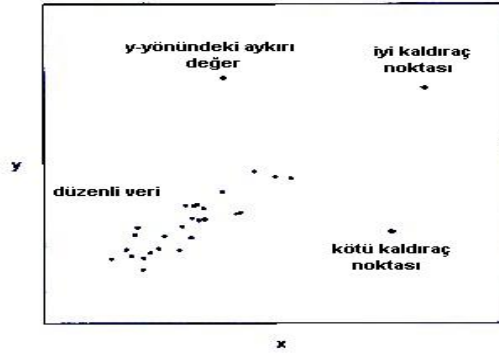 y-yönündeki aykırı
değer
iyi kaldıraç
noktası
y
düzenli veri
kötü kaldıraç
noktası
x